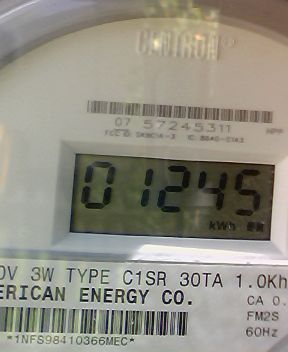 CENTRON®
07 57245311
01245
kWh
0V 3W TYPE C1SR 30TA 1.0Kh
ERICAN ENERGY CO.
CA 0.
FM2S
60Hz
*1NFS98410366MEC*